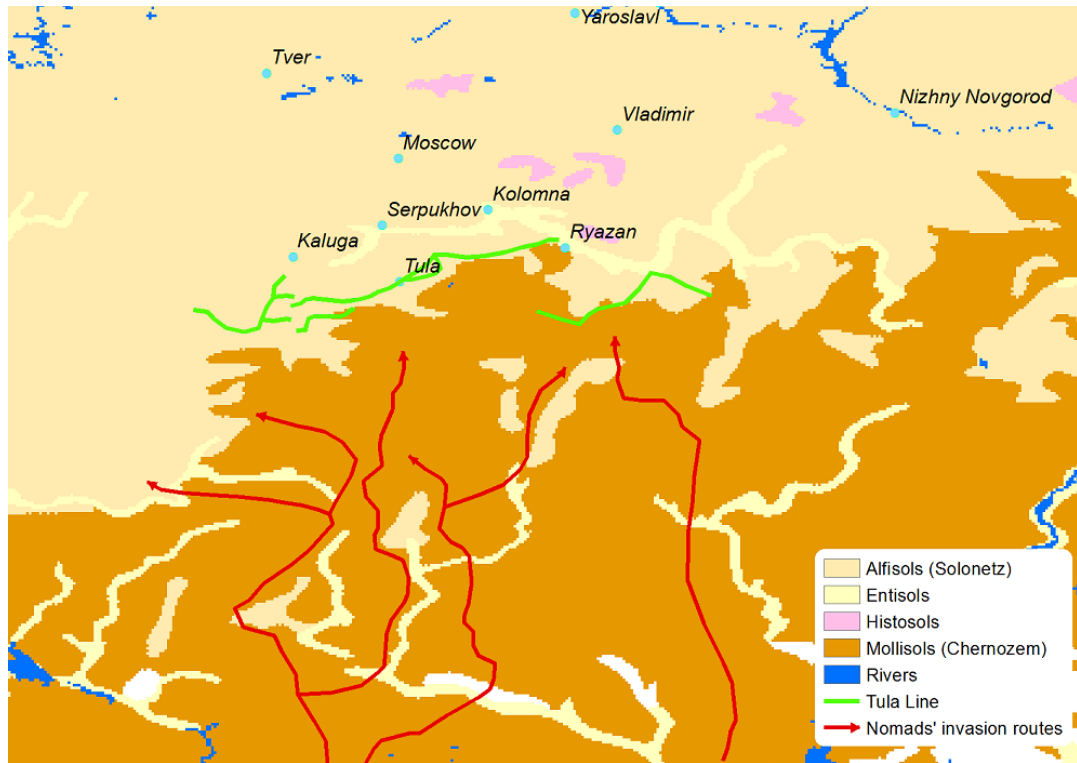 Yaroslavl
Tver
Nizhny Novgorod
Vladimir
Moscow
Kolomna
Serpukhov
Ryazan
Kaluga
Tula
Alfisols (Solonetz)
Entisols
Histosols
Mollisols (Chernozem)
Rivers
Tula Line
Nomads' invasion routes